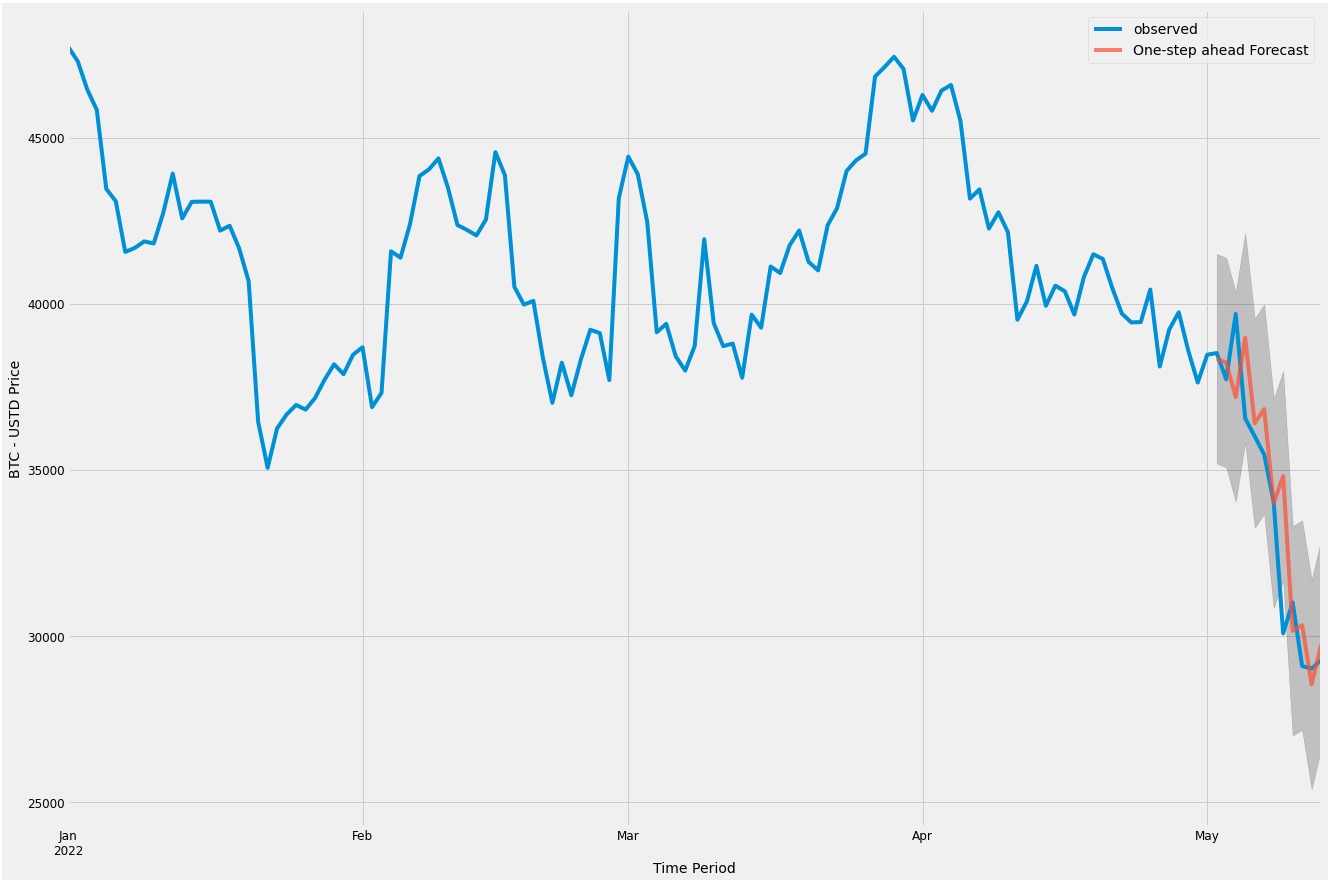 observed
One-step ahead Forecast
45000
40000
35000
30000
25000
BTC - USTD Price
Jan
2022
Feb
Mar
Apr
May
Time Period